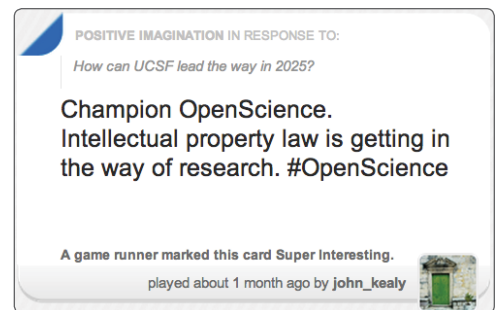 POSITIVE IMAGINATION IN RESPONSE TO:
How can UCSF lead the way in 2025?
Champion OpenScience.
Intellectual property law is getting in
the way of research. #OpenScience
A game runner marked this card Super Interesting.
played about 1 month ago by john_kealy